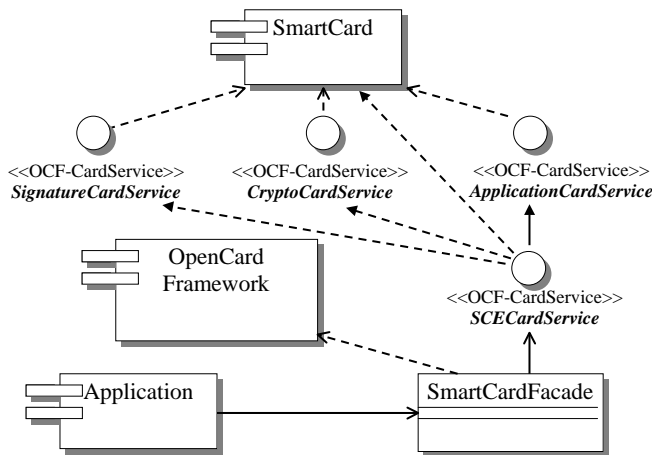 SmartCard
<<OCF-CardService>>
SignatureCardService
<<OCF-CardService>>
CryptoCardService
<<OCF-CardService>>
ApplicationCardService
OpenCard
Framework
<<OCF-CardService>>
SCECardService
Application
SmartCardFacade